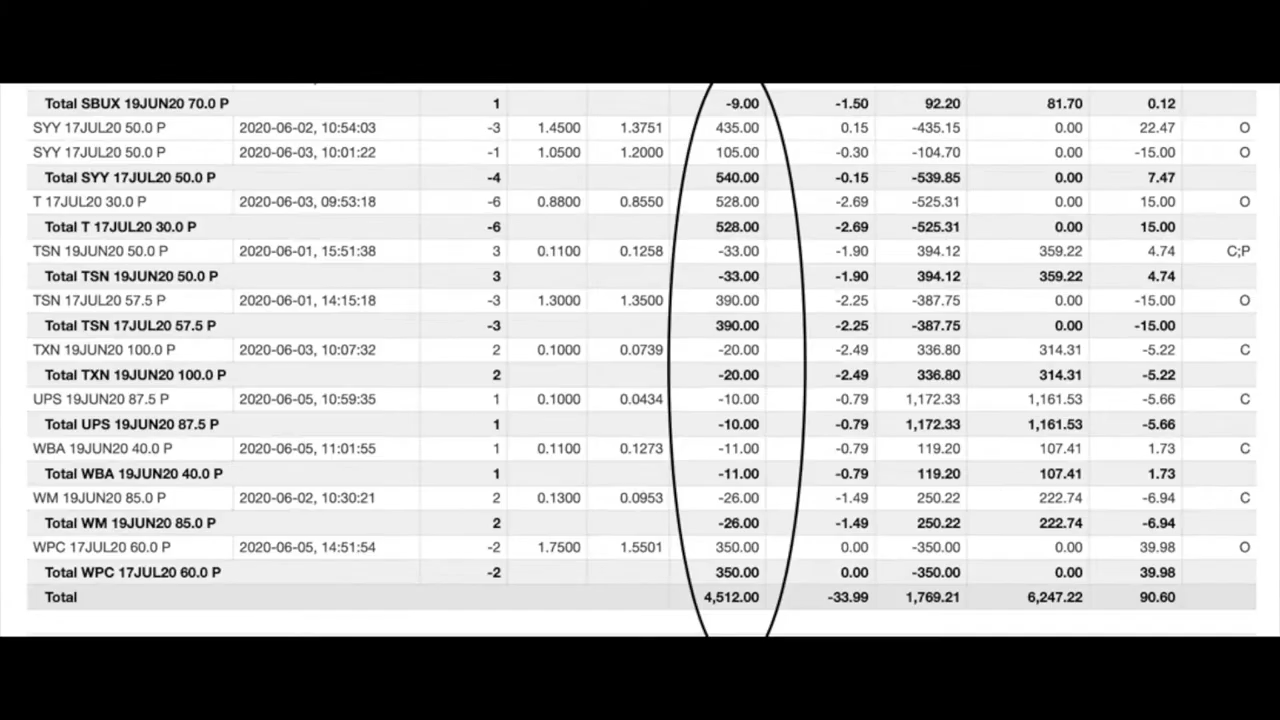 Total SBUX 19JUN20 70.0 P 1 -9.00 -1.50 92.20 81.70 0.12
SYY 17JUL20 50.0 P 2020-06-02, 10:54:03 -3 1.4500 1.3751 435.00 0.15 -435.15 0.00 22.47 O
SYY 17JUL20 50.0 P 2020-06-03, 10:01:22 -1 1.0500 1.2000 105.00 -0.30 -104.70 0.00 -15.00 O
Total SYY 17JUL20 50.0 P -4 540.00 -0.15 -539.85 0.00 7.47
T 17JUL20 30.0 P 2020-06-03, 09:53:18 -6 0.8800 0.8550 528.00 -2.69 -525.31 0.00 15.00 O
Total T 17JUL20 30.0 P -6 528.00 -2.69 -525.31 0.00 15.00
TSN 19JUN20 50.0 P 2020-06-01, 15:51:38 3 0.1100 0.1258 -33.00 -1.90 394.12 359.22 4.74 C;P
Total TSN 19JUN20 50.0 P 3 -33.00 -1.90 394.12 359.22 4.74
TSN 17JUL20 57.5 P 2020-06-01, 14:15:18 -3 1.3000 1.3500 390.00 -2.25 -387.75 0.00 -15.00 O
Total TSN 17JUL20 57.5 P -3 390.00 -2.25 -387.75 0.00 -15.00
TXN 19JUN20 100.0 P 2020-06-03, 10:07:32 2 0.1000 0.0739 -20.00 -2.49 336.80 314.31 -5.22 C
Total TXN 19JUN20 100.0 P 2 -20.00 -2.49 336.80 314.31 -5.22
UPS 19JUN20 87.5 P 2020-06-05, 10:59:35 1 0.1000 0.0434 -10.00 -0.79 1,172.33 1,161.53 -5.66 C
Total UPS 19JUN20 87.5 P 1 -10.00 -0.79 1,172.33 1,161.53 -5.66
WBA 19JUN20 40.0 P 2020-06-05, 11:01:55 1 0.1100 0.1273 -11.00 -0.79 119.20 107.41 1.73 C
Total WBA 19JUN20 40.0 P 1 -11.00 -0.79 119.20 107.41 1.73
WM 19JUN20 85.0 P 2020-06-02, 10:30:21 2 0.1300 0.0953 -26.00 -1.49 250.22 222.74 -6.94 C
Total WM 19JUN20 85.0 P 2 -26.00 -1.49 250.22 222.74 -6.94
WPC 17JUL20 60.0 P 2020-06-05, 14:51:54 -2 1.7500 1.5501 350.00 0.00 -350.00 0.00 39.98 O
Total WPC 17JUL20 60.0 P -2 350.00 0.00 -350.00 0.00 39.98
Total 4,512.00 -33.99 1,769.21 6,247.22 90.60